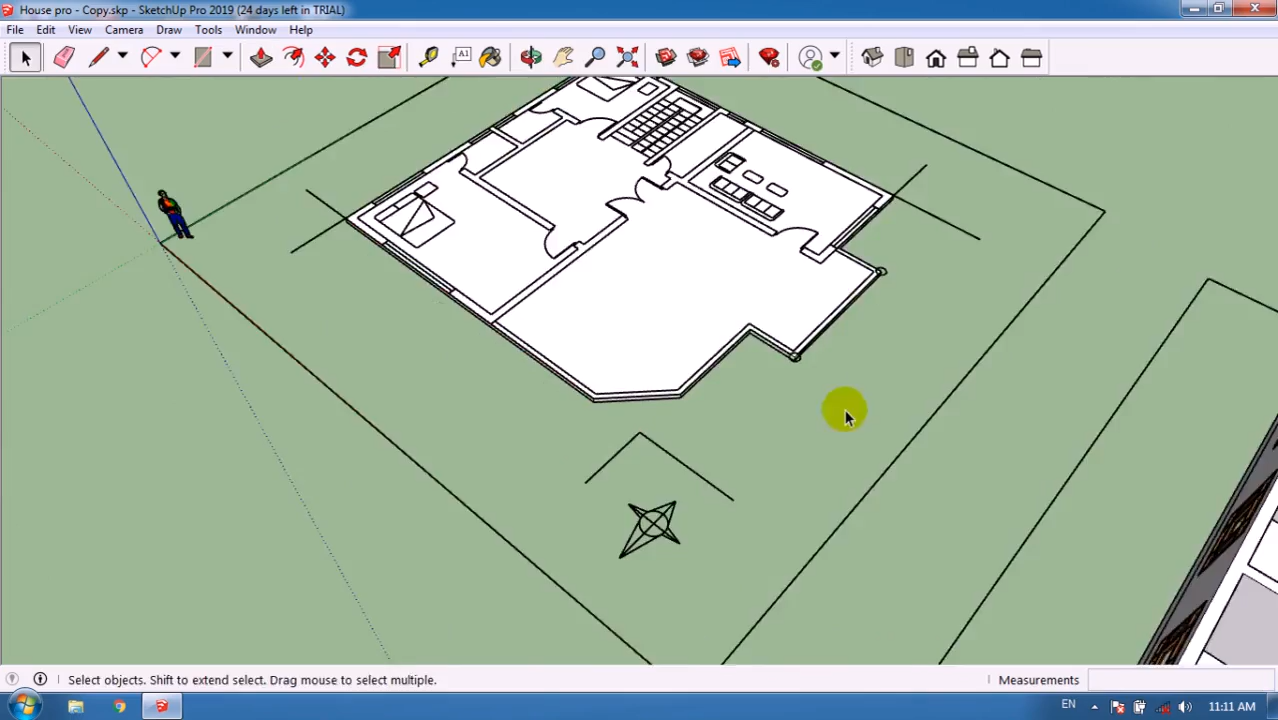 House pro - Copy.skp - SketchUp Pro 2019 (24 days left in TRIAL)
File Edit View Camera Draw Tools Window Help
A1
Select objects. Shift to extend select. Drag mouse to select multiple.
Measurements
EN
11:11 AM